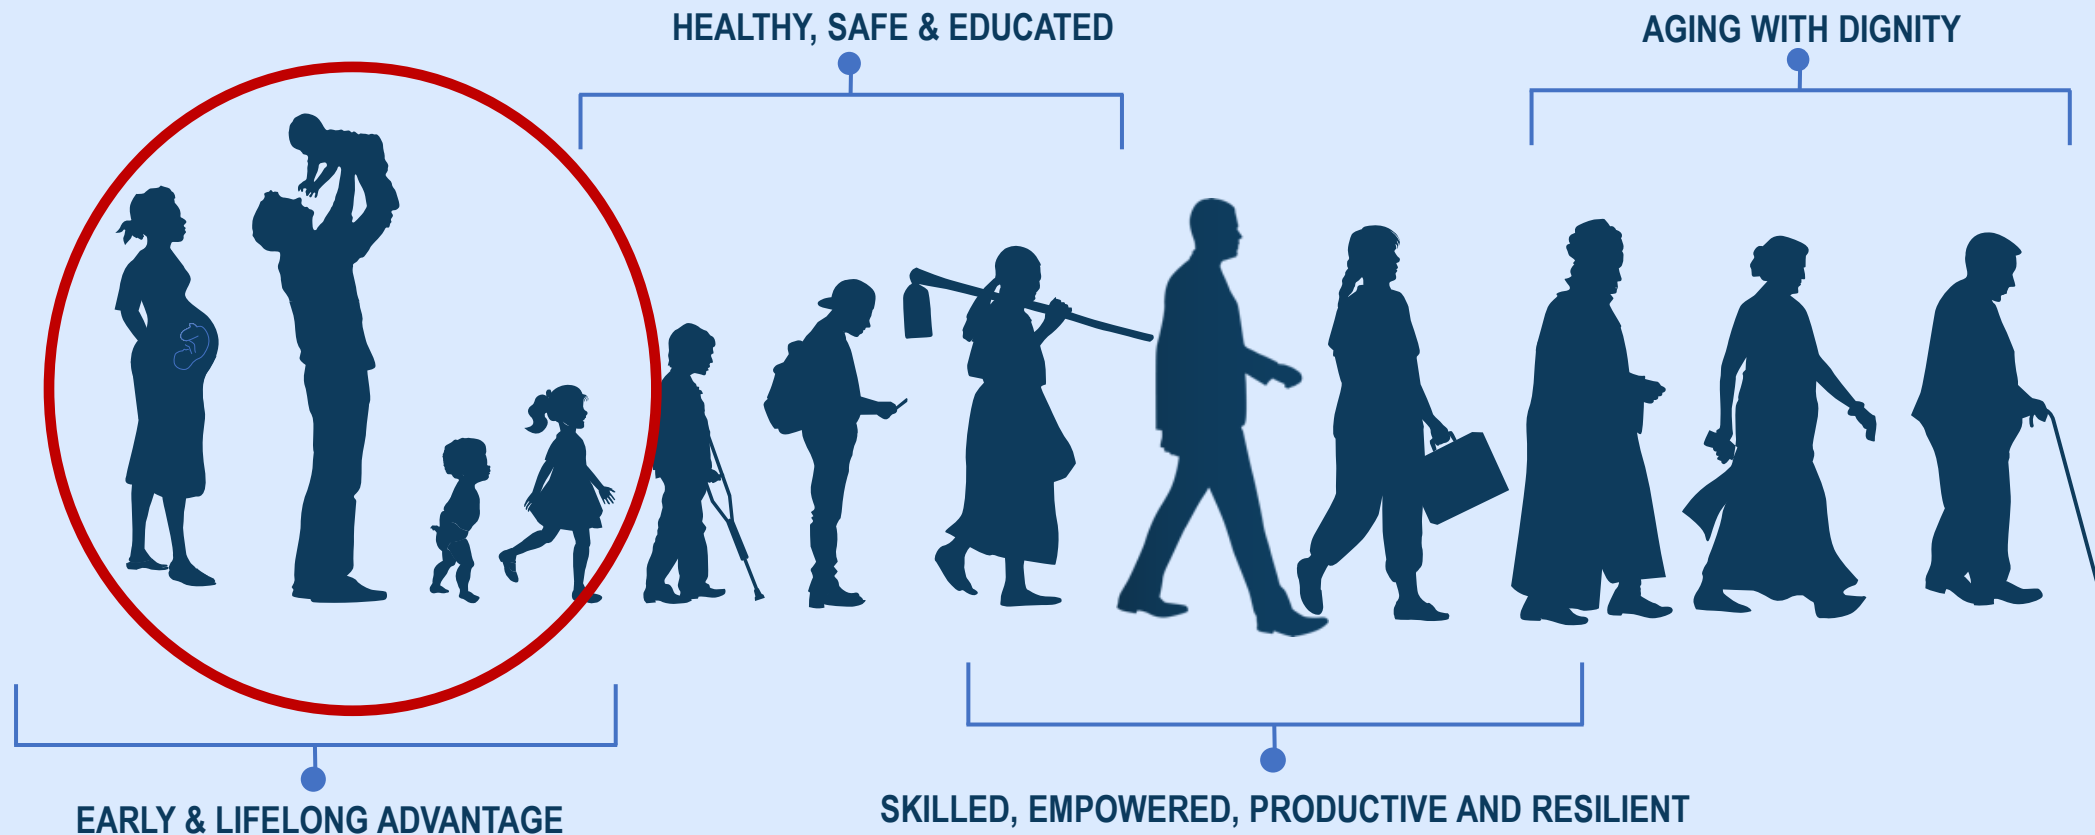 HEALTHY, SAFE & EDUCATED
AGING WITH DIGNITY
EARLY & LIFELONG ADVANTAGE
SKILLED, EMPOWERED, PRODUCTIVE AND RESILIENT